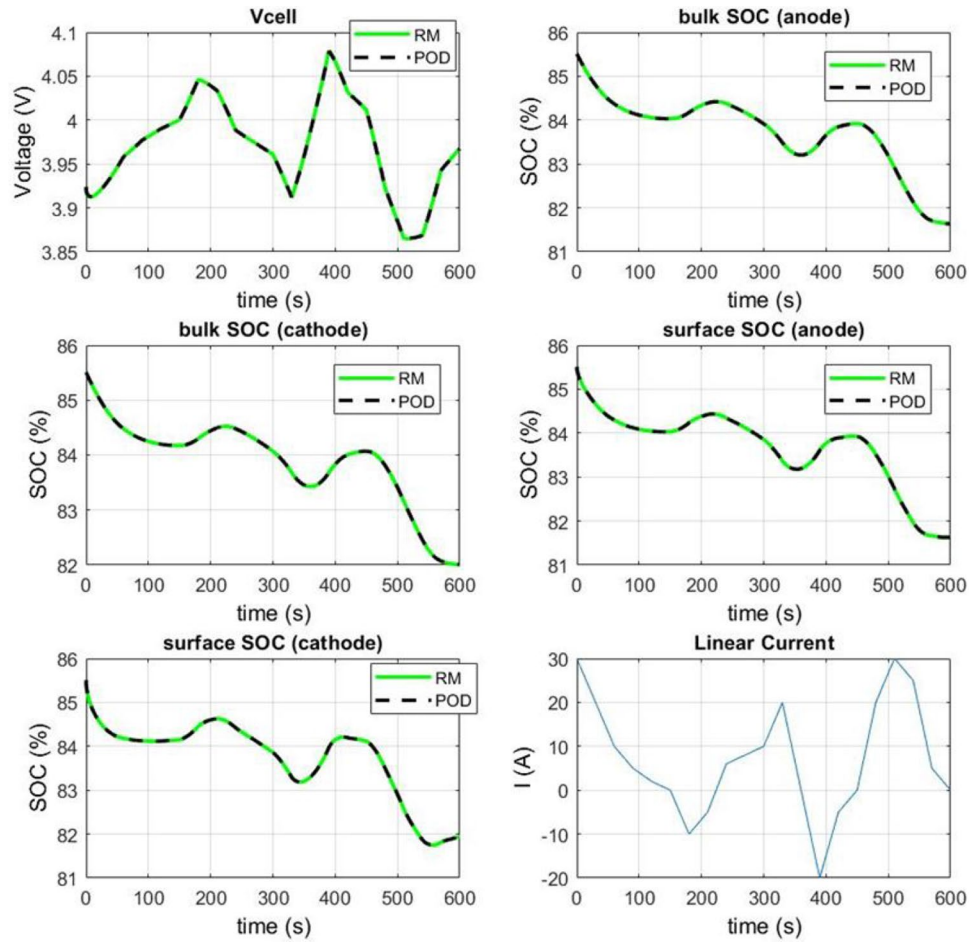 Vcell
4.1
4.05
4
3.95
3.9
3.85
Voltage (V)
RM
POD
0 100 200 300 400 500 600
time (s)
bulk SOC (anode)
86
85
84
83
82
81
SOC (%)
RM
POD
0 100 200 300 400 500 600
time (s)
bulk SOC (cathode)
86
85
84
83
82
SOC (%)
RM
POD
0 100 200 300 400 500 600
time (s)
surface SOC (anode)
86
85
84
83
82
81
SOC (%)
RM
POD
0 100 200 300 400 500 600
time (s)
surface SOC (cathode)
86
85
84
83
82
81
SOC (%)
RM
POD
0 100 200 300 400 500 600
time (s)
Linear Current
30
20
10
0
-10
-20
I (A)
0 100 200 300 400 500 600
time (s)